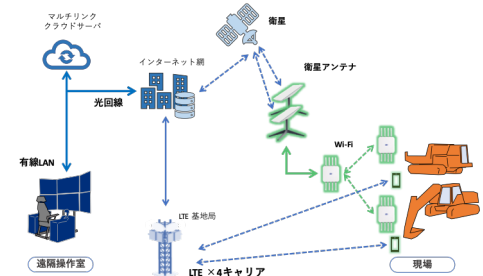 マルチリンク
クラウドサーバ
衛星
インターネット網
衛星アンテナ
光回線
Wi-Fi
有線LAN
LTE 基地局
LTE ×4キャリア
遠隔操作室
現場